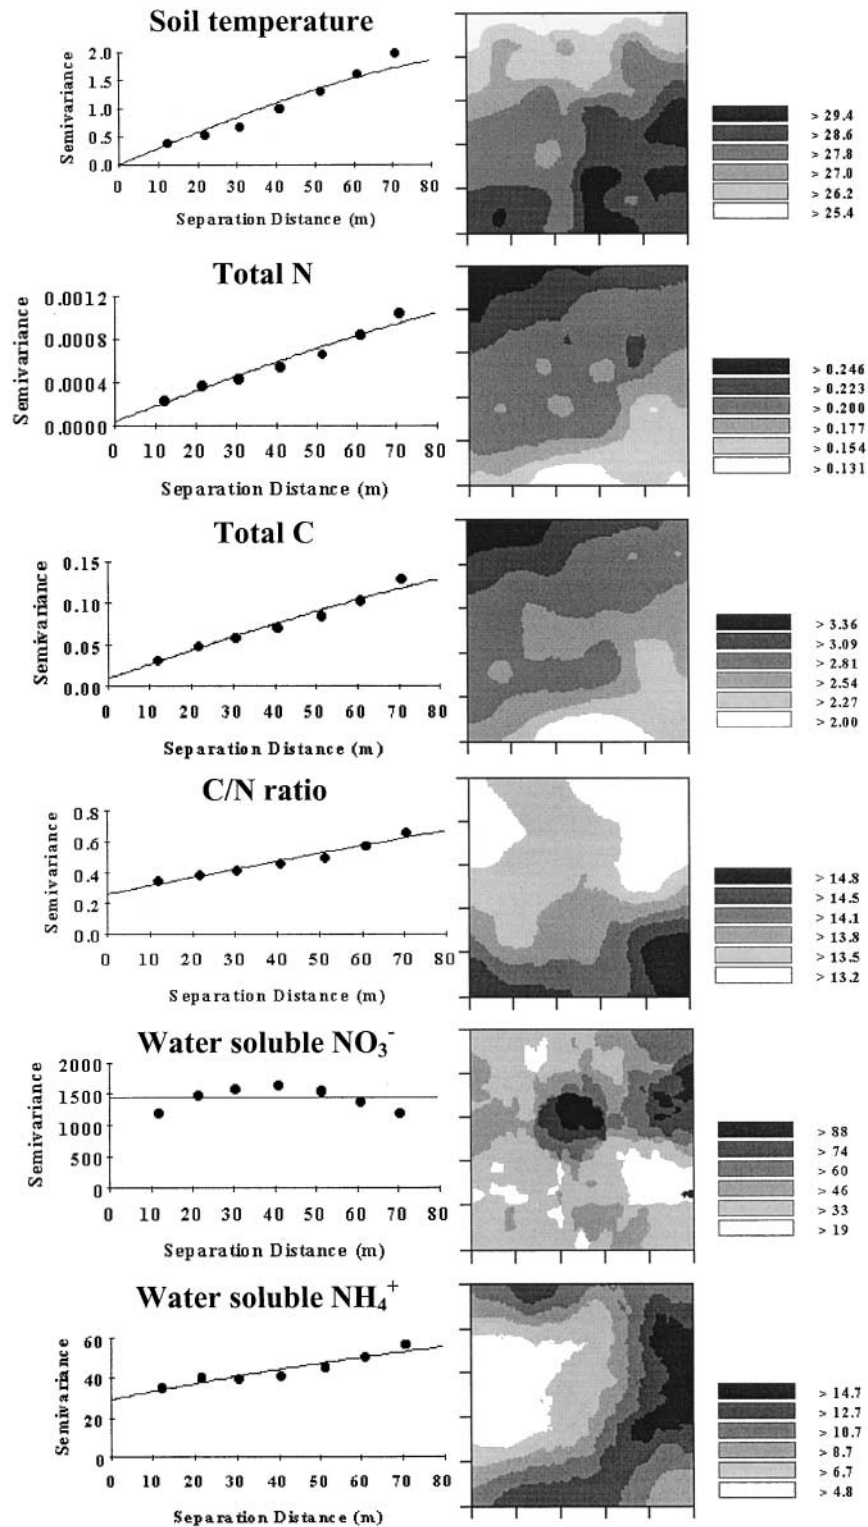 Soil temperature
2.0
1.5
1.0
0.5
0.0
Semivariance
0 10 20 30 40 50 60 70 80
Separation Distance (m)
> 29.4
> 28.6
> 27.8
> 27.0
> 26.2
> 25.4
Total N
0.0012
0.0008
0.0004
0.0000
Semivariance
0 10 20 30 40 50 60 70 80
Separation Distance (m)
> 0.246
> 0.223
> 0.200
> 0.177
> 0.154
> 0.131
Total C
0.15
0.10
0.05
0.00
Semivariance
0 10 20 30 40 50 60 70 80
Separation Distance (m)
> 3.36
> 3.09
> 2.81
> 2.54
> 2.27
> 2.00
C/N ratio
0.8
0.6
0.4
0.2
0.0
Semivariance
0 10 20 30 40 50 60 70 80
Separation Distance (m)
> 14.8
> 14.5
> 14.1
> 13.8
> 13.5
> 13.2
Water soluble NO₃⁻
2000
1500
1000
500
0
Semivariance
0 10 20 30 40 50 60 70 80
Separation Distance (m)
> 88
> 74
> 60
> 46
> 33
> 19
Water soluble NH₄⁺
60
40
20
0
Semivariance
0 10 20 30 40 50 60 70 80
Separation Distance (m)
> 14.7
> 12.7
> 10.7
> 8.7
> 6.7
> 4.8